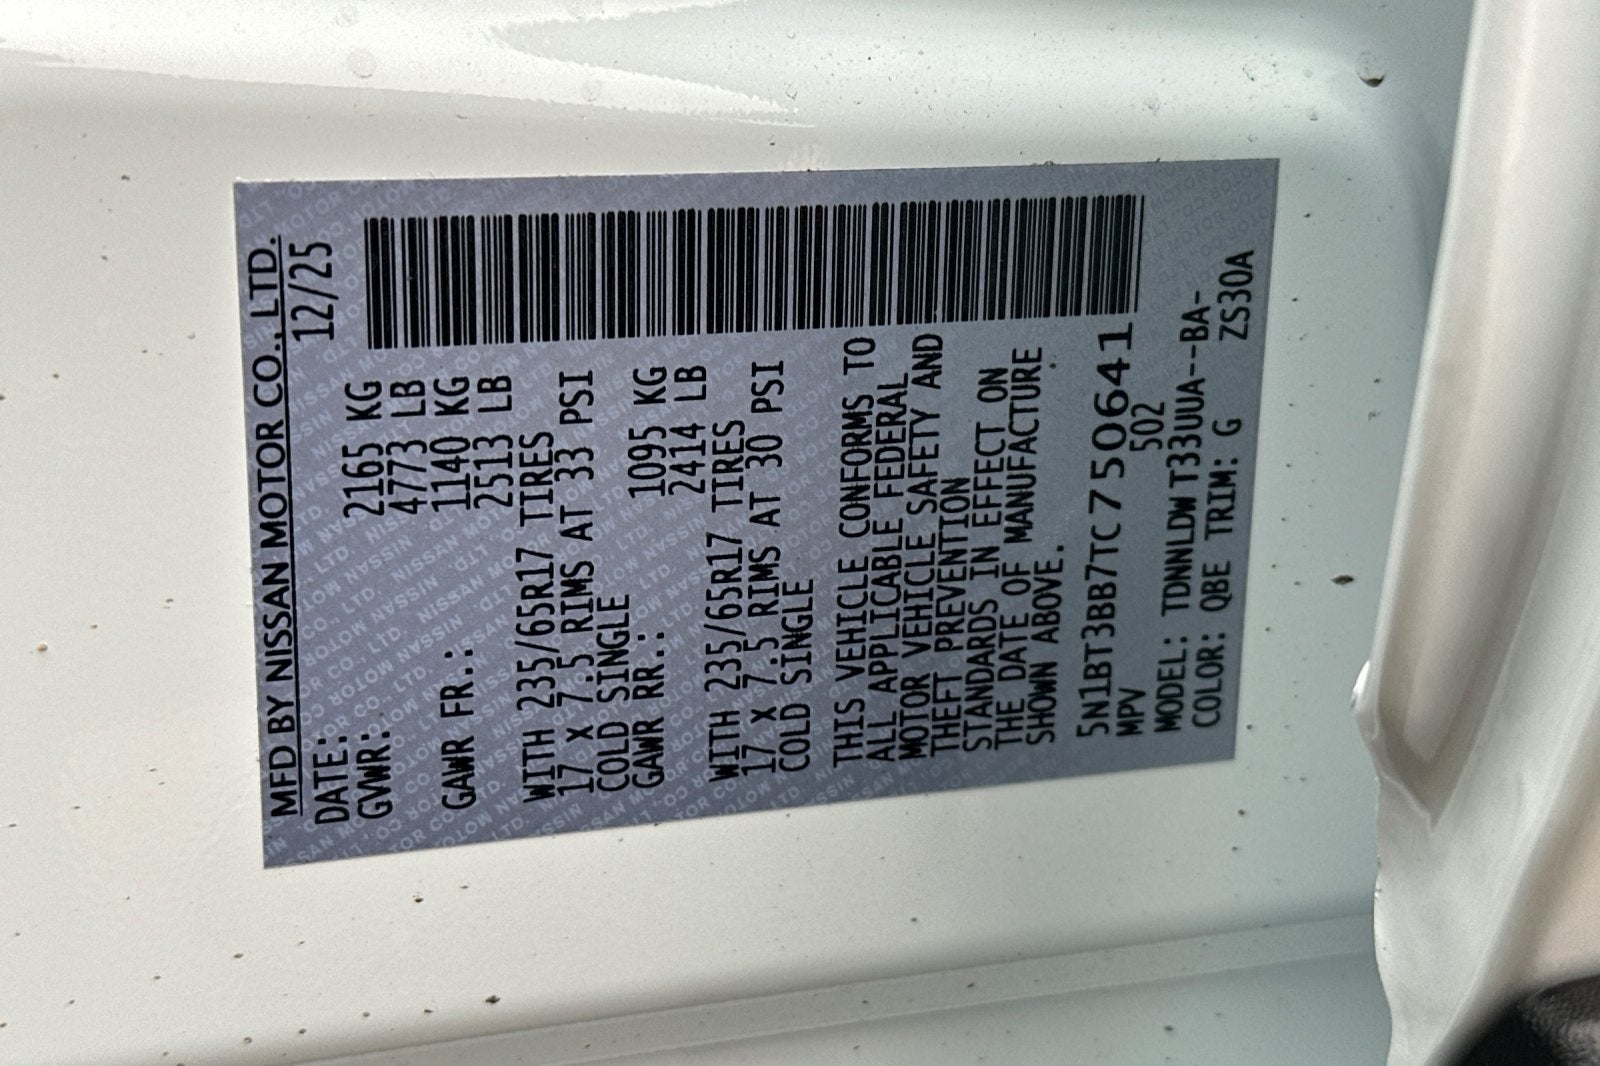 MFD BY NISSAN MOTOR CO., LTD.
DATE: 12/25
GVWR: 2165 KG
4773 LB
GAWR FR.: 1140 KG
2513 LB
WITH 235/65R17 TIRES
17 X 7.5 RIMS AT 33 PSI
COLD SINGLE
GAWR RR.: 1095 KG
2414 LB
WITH 235/65R17 TIRES
17 X 7.5 RIMS AT 30 PSI
COLD SINGLE
THIS VEHICLE CONFORMS TO
ALL APPLICABLE FEDERAL
MOTOR VEHICLE SAFETY AND
THEFT PREVENTION
STANDARDS IN EFFECT ON
THE DATE OF MANUFACTURE
SHOWN ABOVE.
5N1BT3BB7TC750641
MPV 502
MODEL: TDNNLDW T33UUA--BA-
COLOR: QBE TRIM: G ZS30A